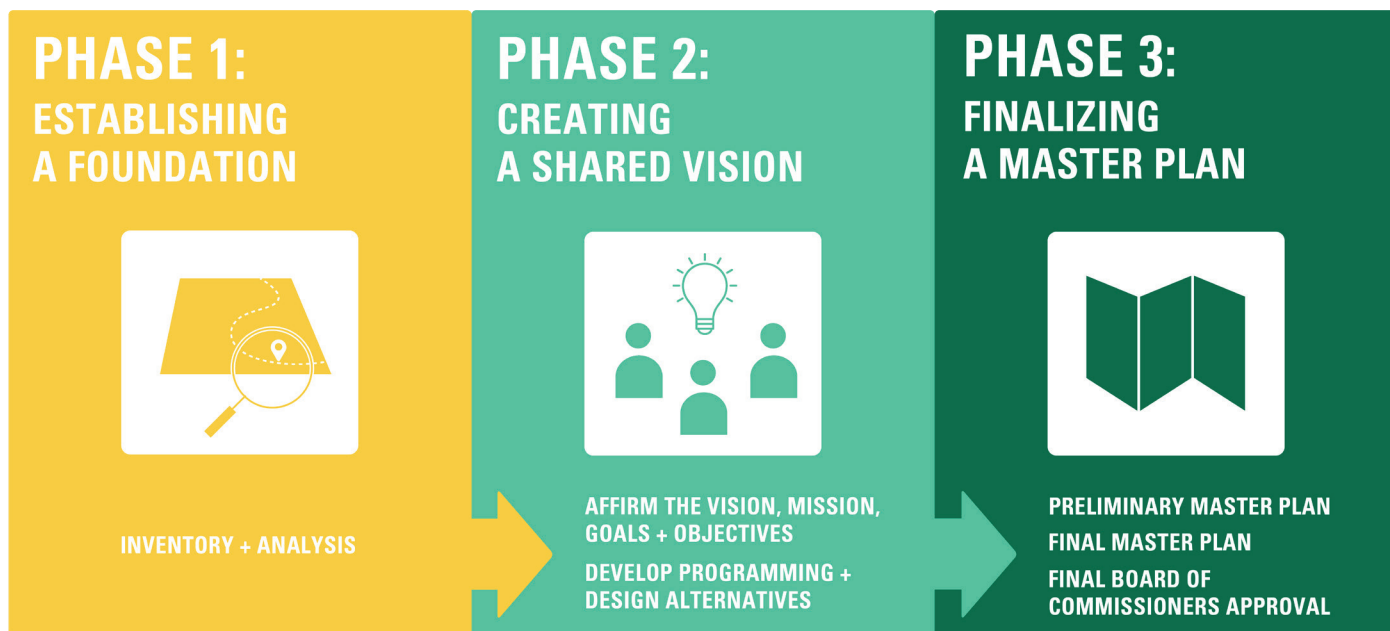 PHASE 1:
ESTABLISHING
A FOUNDATION
INVENTORY + ANALYSIS
PHASE 2:
CREATING
A SHARED VISION
AFFIRM THE VISION, MISSION,
GOALS + OBJECTIVES
DEVELOP PROGRAMMING +
DESIGN ALTERNATIVES
PHASE 3:
FINALIZING
A MASTER PLAN
PRELIMINARY MASTER PLAN
FINAL MASTER PLAN
FINAL BOARD OF
COMMISSIONERS APPROVAL